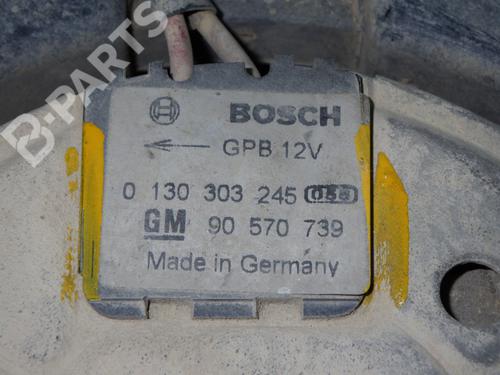 B-PARTS
BOSCH
GPB 12V
0 130 303 245
GM 90 570 739
Made in Germany